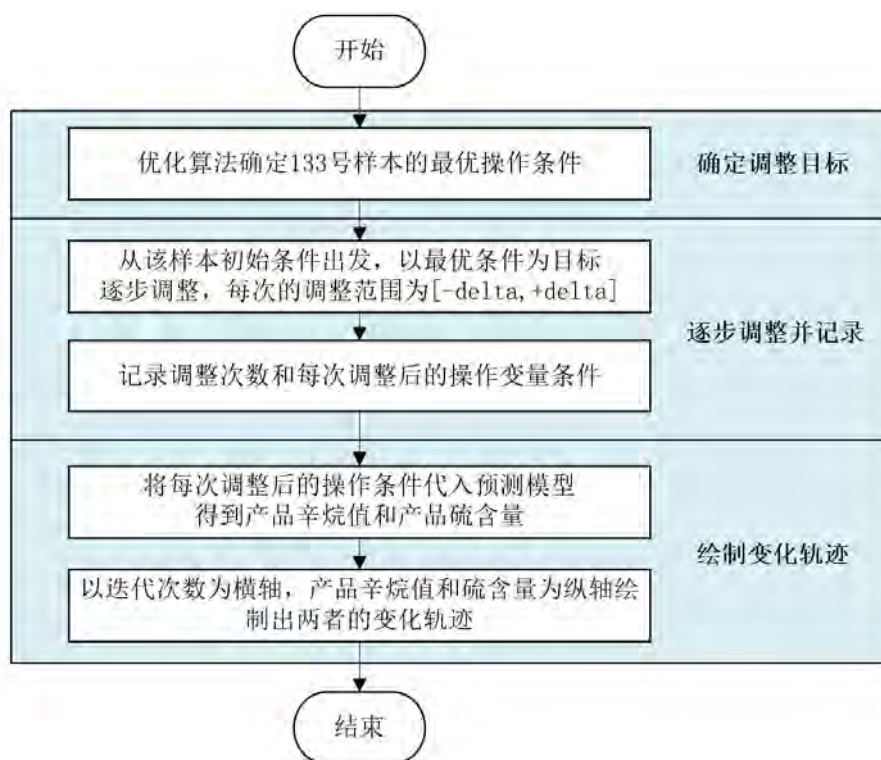 开始
优化算法确定133号样本的最优操作条件
确定调整目标
从该样本初始条件出发，以最优条件为目标
逐步调整，每次的调整范围为[-delta,+delta]
逐步调整并记录
记录调整次数和每次调整后的操作变量条件
将每次调整后的操作条件代入预测模型
得到产品辛烷值和产品硫含量
绘制变化轨迹
以迭代次数为横轴，产品辛烷值和硫含量为纵轴绘
制出两者的变化轨迹
结束